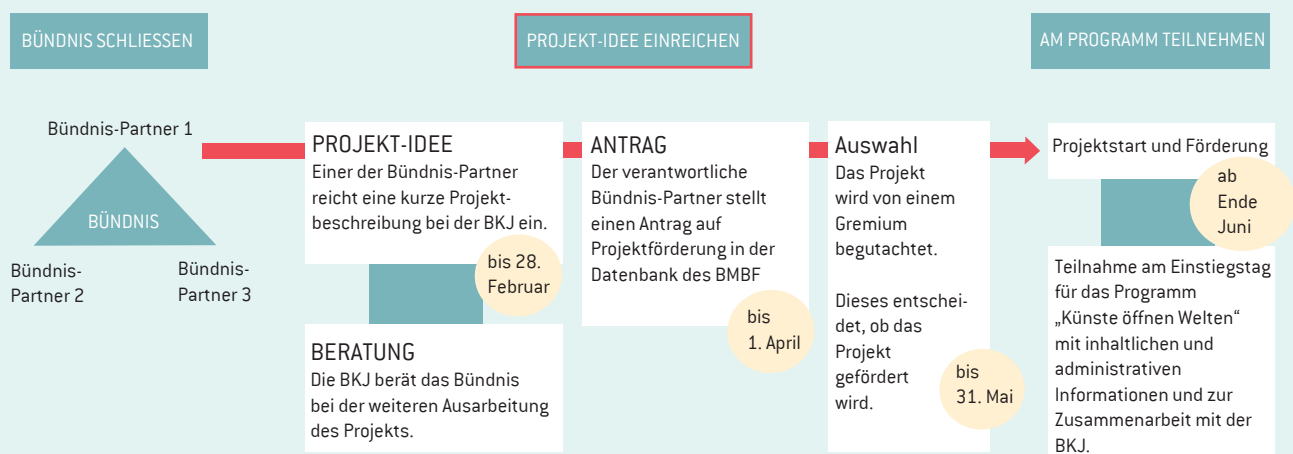 BÜNDNIS SCHLIESSEN
PROJEKT-IDEE EINREICHEN
AM PROGRAMM TEILNEHMEN
Bündnis-Partner 1
BÜNDNIS
Bündnis-
Partner 2
Bündnis-
Partner 3
PROJEKT-IDEE
Einer der Bündnis-Partner
reicht eine kurze Projekt-
beschreibung bei der BKJ ein.
bis 28.
Februar
BERATUNG
Die BKJ berät das Bündnis
bei der weiteren Ausarbeitung
des Projekts.
ANTRAG
Der verantwortliche
Bündnis-Partner stellt
einen Antrag auf
Projektförderung in der
Datenbank des BMBF
bis
1. April
Auswahl
Das Projekt
wird von einem
Gremium
begutachtet.
Dieses entschei-
det, ob das
Projekt
gefördert
wird.
bis
31. Mai
Projektstart und Förderung
ab
Ende
Juni
Teilnahme am Einstiegstag
für das Programm
„Künste öffnen Welten“
mit inhaltlichen und
administrativen
Informationen und zur
Zusammenarbeit mit der
BKJ.